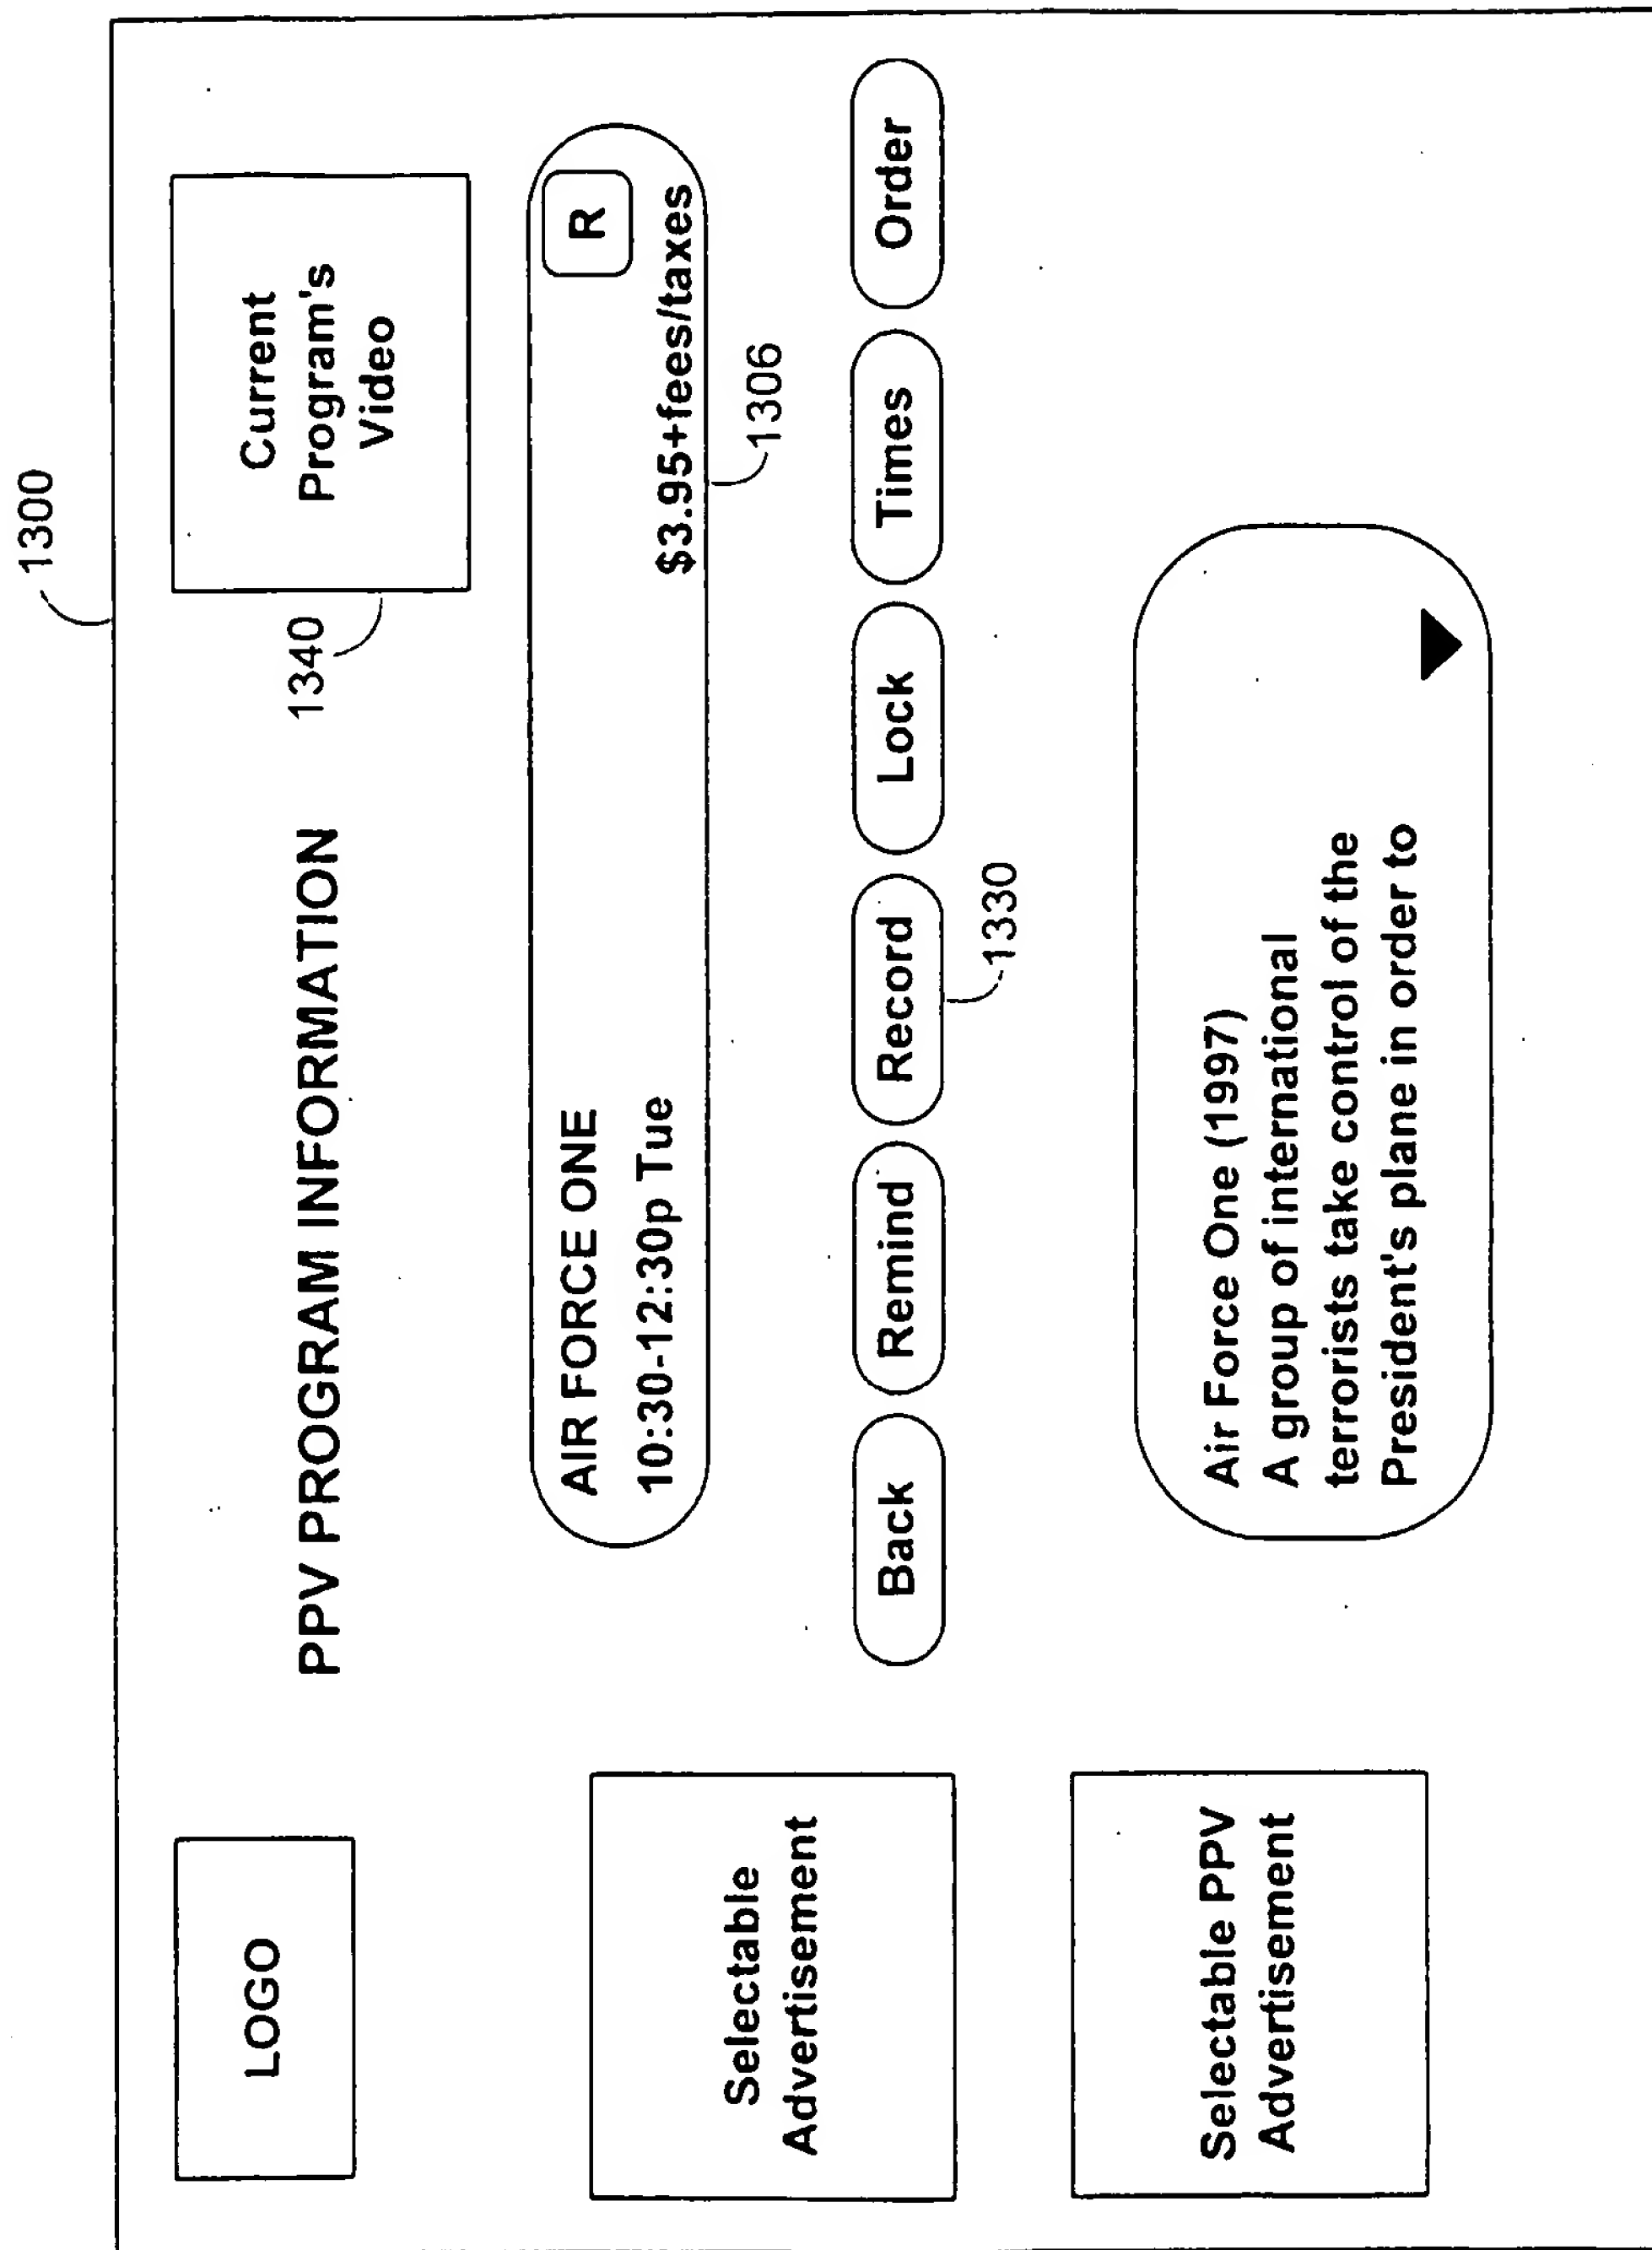 1300
LOGO
PPV PROGRAM INFORMATION
1340
Current
Program's
Video
AIR FORCE ONE
R
10:30-12:30p Tue
$3.95+fees/taxes
1306
Selectable
Advertisement
Back
Remind
Record
Lock
Times
Order
1330
Selectable PPV
Advertisement
Air Force One (1997)
A group of international
terrorists take control of the
President's plane in order to